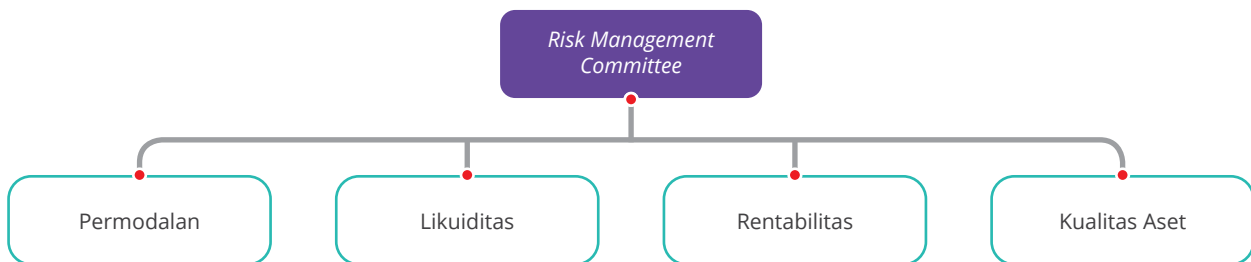 Risk Management
Committee
Permodalan
Likuiditas
Rentabilitas
Kualitas Aset